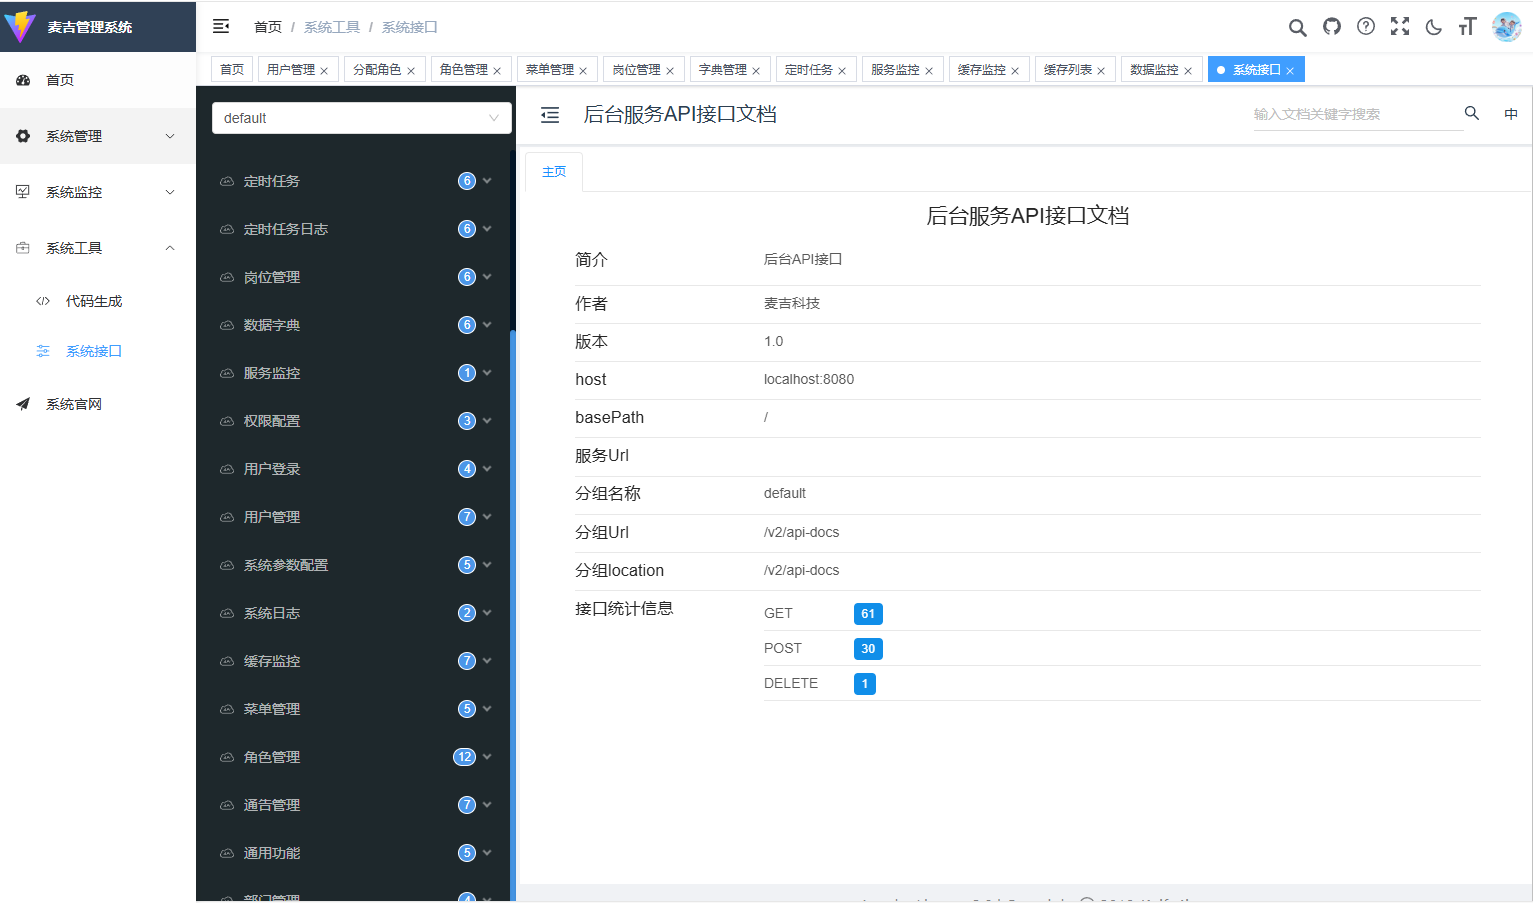 麦吉管理系统
首页 / 系统工具 / 系统接口
首页
系统管理
系统监控
系统工具
代码生成
系统接口
系统官网
首页 用户管理 分配角色 角色管理 菜单管理 岗位管理 字典管理 定时任务 服务监控 缓存监控 缓存列表 数据监控 系统接口
default
定时任务 6
定时任务日志 6
岗位管理 6
数据字典 6
服务监控 1
权限配置 3
用户登录 4
用户管理 7
系统参数配置 5
系统日志 2
缓存监控 7
菜单管理 5
角色管理 12
通告管理 7
通用功能 5
部门管理 4
后台服务API接口文档
输入文档关键字搜索
中
主页
后台服务API接口文档
简介 后台API接口
作者 麦吉科技
版本 1.0
host localhost:8080
basePath /
服务Url
分组名称 default
分组Url /v2/api-docs
分组location /v2/api-docs
接口统计信息 GET 61
POST 30
DELETE 1